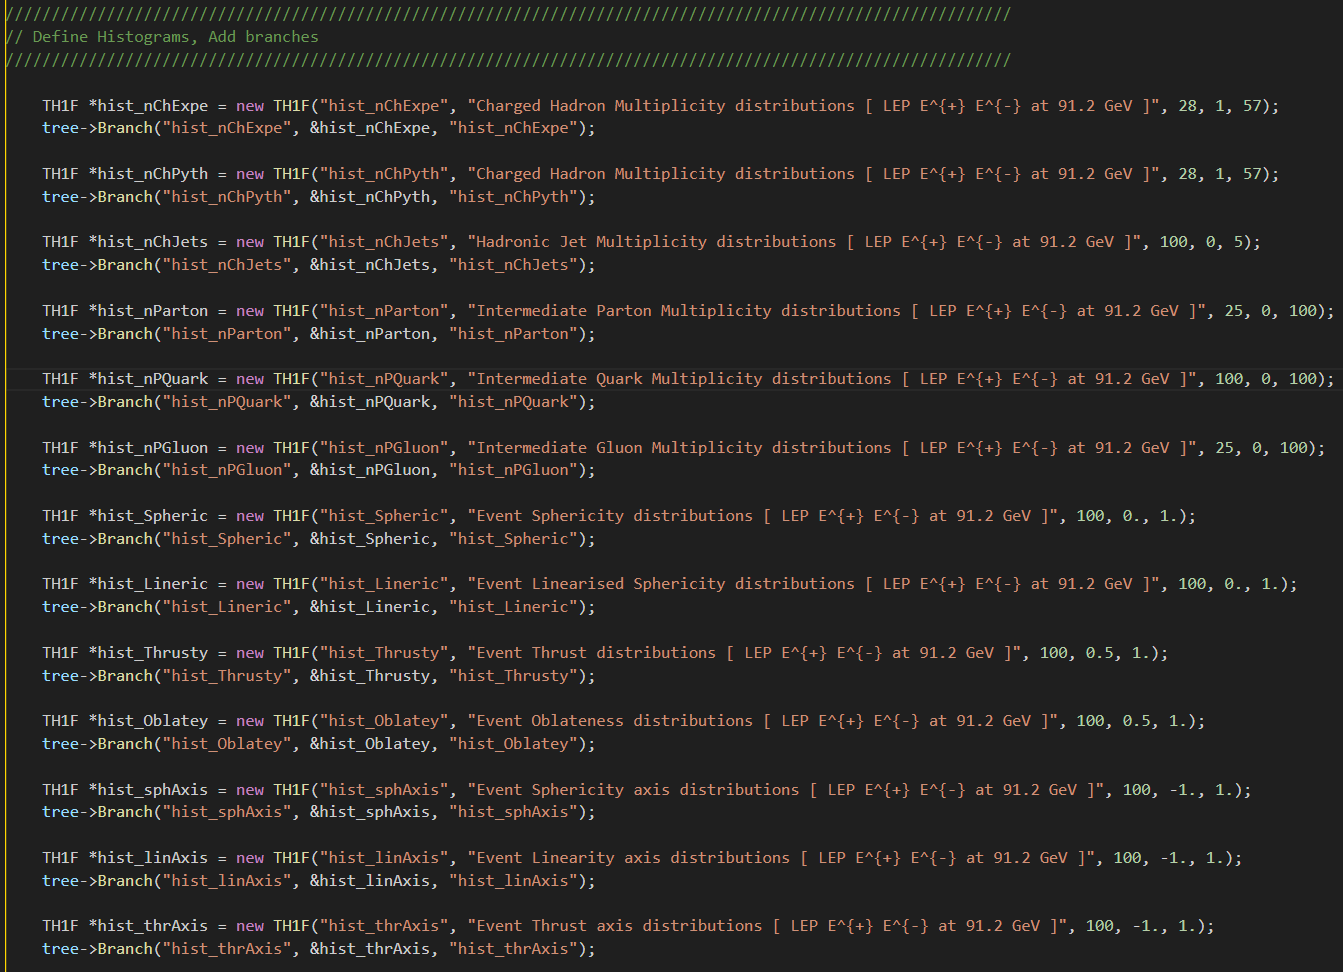 //////////////////////////////////////////////////////////////////////////////////////////////////////////////
// Define Histograms, Add branches
//////////////////////////////////////////////////////////////////////////////////////////////////////////////
TH1F *hist_nChExpe = new TH1F("hist_nChExpe", "Charged Hadron Multiplicity distributions [ LEP E^{+} E^{-} at 91.2 GeV ]", 28, 1, 57);
tree->Branch("hist_nChExpe", &hist_nChExpe, "hist_nChExpe");
TH1F *hist_nChPyth = new TH1F("hist_nChPyth", "Charged Hadron Multiplicity distributions [ LEP E^{+} E^{-} at 91.2 GeV ]", 28, 1, 57);
tree->Branch("hist_nChPyth", &hist_nChPyth, "hist_nChPyth");
TH1F *hist_nChJets = new TH1F("hist_nChJets", "Hadronic Jet Multiplicity distributions [ LEP E^{+} E^{-} at 91.2 GeV ]", 100, 0, 5);
tree->Branch("hist_nChJets", &hist_nChJets, "hist_nChJets");
TH1F *hist_nParton = new TH1F("hist_nParton", "Intermediate Parton Multiplicity distributions [ LEP E^{+} E^{-} at 91.2 GeV ]", 25, 0, 100);
tree->Branch("hist_nParton", &hist_nParton, "hist_nParton");
TH1F *hist_nPQuark = new TH1F("hist_nPQuark", "Intermediate Quark Multiplicity distributions [ LEP E^{+} E^{-} at 91.2 GeV ]", 100, 0, 100);
tree->Branch("hist_nPQuark", &hist_nPQuark, "hist_nPQuark");
TH1F *hist_nPGluon = new TH1F("hist_nPGluon", "Intermediate Gluon Multiplicity distributions [ LEP E^{+} E^{-} at 91.2 GeV ]", 25, 0, 100);
tree->Branch("hist_nPGluon", &hist_nPGluon, "hist_nPGluon");
TH1F *hist_Spheric = new TH1F("hist_Spheric", "Event Sphericity distributions [ LEP E^{+} E^{-} at 91.2 GeV ]", 100, 0., 1.);
tree->Branch("hist_Spheric", &hist_Spheric, "hist_Spheric");
TH1F *hist_Lineric = new TH1F("hist_Lineric", "Event Linearised Sphericity distributions [ LEP E^{+} E^{-} at 91.2 GeV ]", 100, 0., 1.);
tree->Branch("hist_Lineric", &hist_Lineric, "hist_Lineric");
TH1F *hist_Thrusty = new TH1F("hist_Thrusty", "Event Thrust distributions [ LEP E^{+} E^{-} at 91.2 GeV ]", 100, 0.5, 1.);
tree->Branch("hist_Thrusty", &hist_Thrusty, "hist_Thrusty");
TH1F *hist_Oblatey = new TH1F("hist_Oblatey", "Event Oblateness distributions [ LEP E^{+} E^{-} at 91.2 GeV ]", 100, 0.5, 1.);
tree->Branch("hist_Oblatey", &hist_Oblatey, "hist_Oblatey");
TH1F *hist_sphAxis = new TH1F("hist_sphAxis", "Event Sphericity axis distributions [ LEP E^{+} E^{-} at 91.2 GeV ]", 100, -1., 1.);
tree->Branch("hist_sphAxis", &hist_sphAxis, "hist_sphAxis");
TH1F *hist_linAxis = new TH1F("hist_linAxis", "Event Linearity axis distributions [ LEP E^{+} E^{-} at 91.2 GeV ]", 100, -1., 1.);
tree->Branch("hist_linAxis", &hist_linAxis, "hist_linAxis");
TH1F *hist_thrAxis = new TH1F("hist_thrAxis", "Event Thrust axis distributions [ LEP E^{+} E^{-} at 91.2 GeV ]", 100, -1., 1.);
tree->Branch("hist_thrAxis", &hist_thrAxis, "hist_thrAxis");